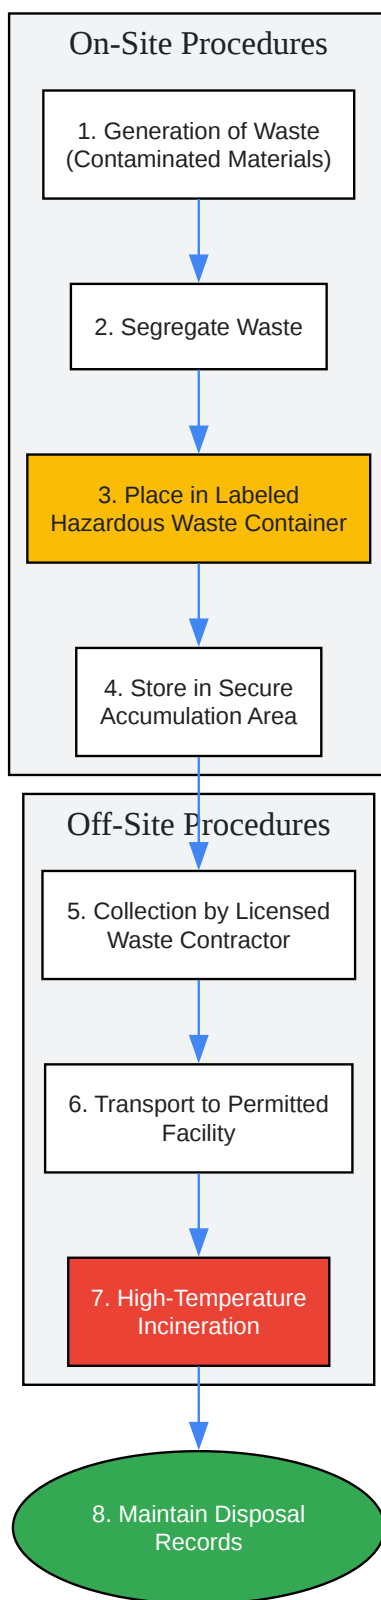 On-Site Procedures
1. Generation of Waste
(Contaminated Materials)
2. Segregate Waste
3. Place in Labeled
Hazardous Waste Container
4. Store in Secure
Accumulation Area
Off-Site Procedures
5. Collection by Licensed
Waste Contractor
6. Transport to Permitted
Facility
7. High-Temperature
Incineration
8. Maintain Disposal
Records